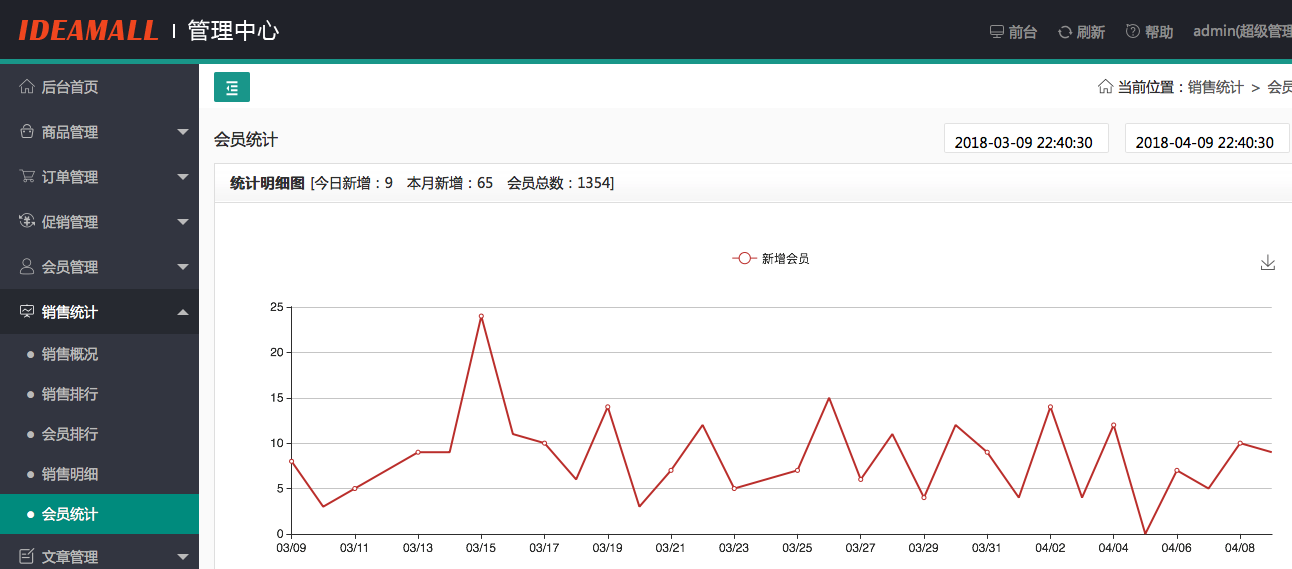 IDEAMALL | 管理中心
前台 刷新 帮助 admin(超级管理
后台首页
商品管理
订单管理
促销管理
会员管理
销售统计
销售概况
销售排行
会员排行
销售明细
会员统计
文章管理
当前位置：销售统计 > 会员
会员统计
2018-03-09 22:40:30 2018-04-09 22:40:30
统计明细图 [今日新增：9 本月新增：65 会员总数：1354]
新增会员
25
20
15
10
5
0
03/09 03/11 03/13 03/15 03/17 03/19 03/21 03/23 03/25 03/27 03/29 03/31 04/02 04/04 04/06 04/08